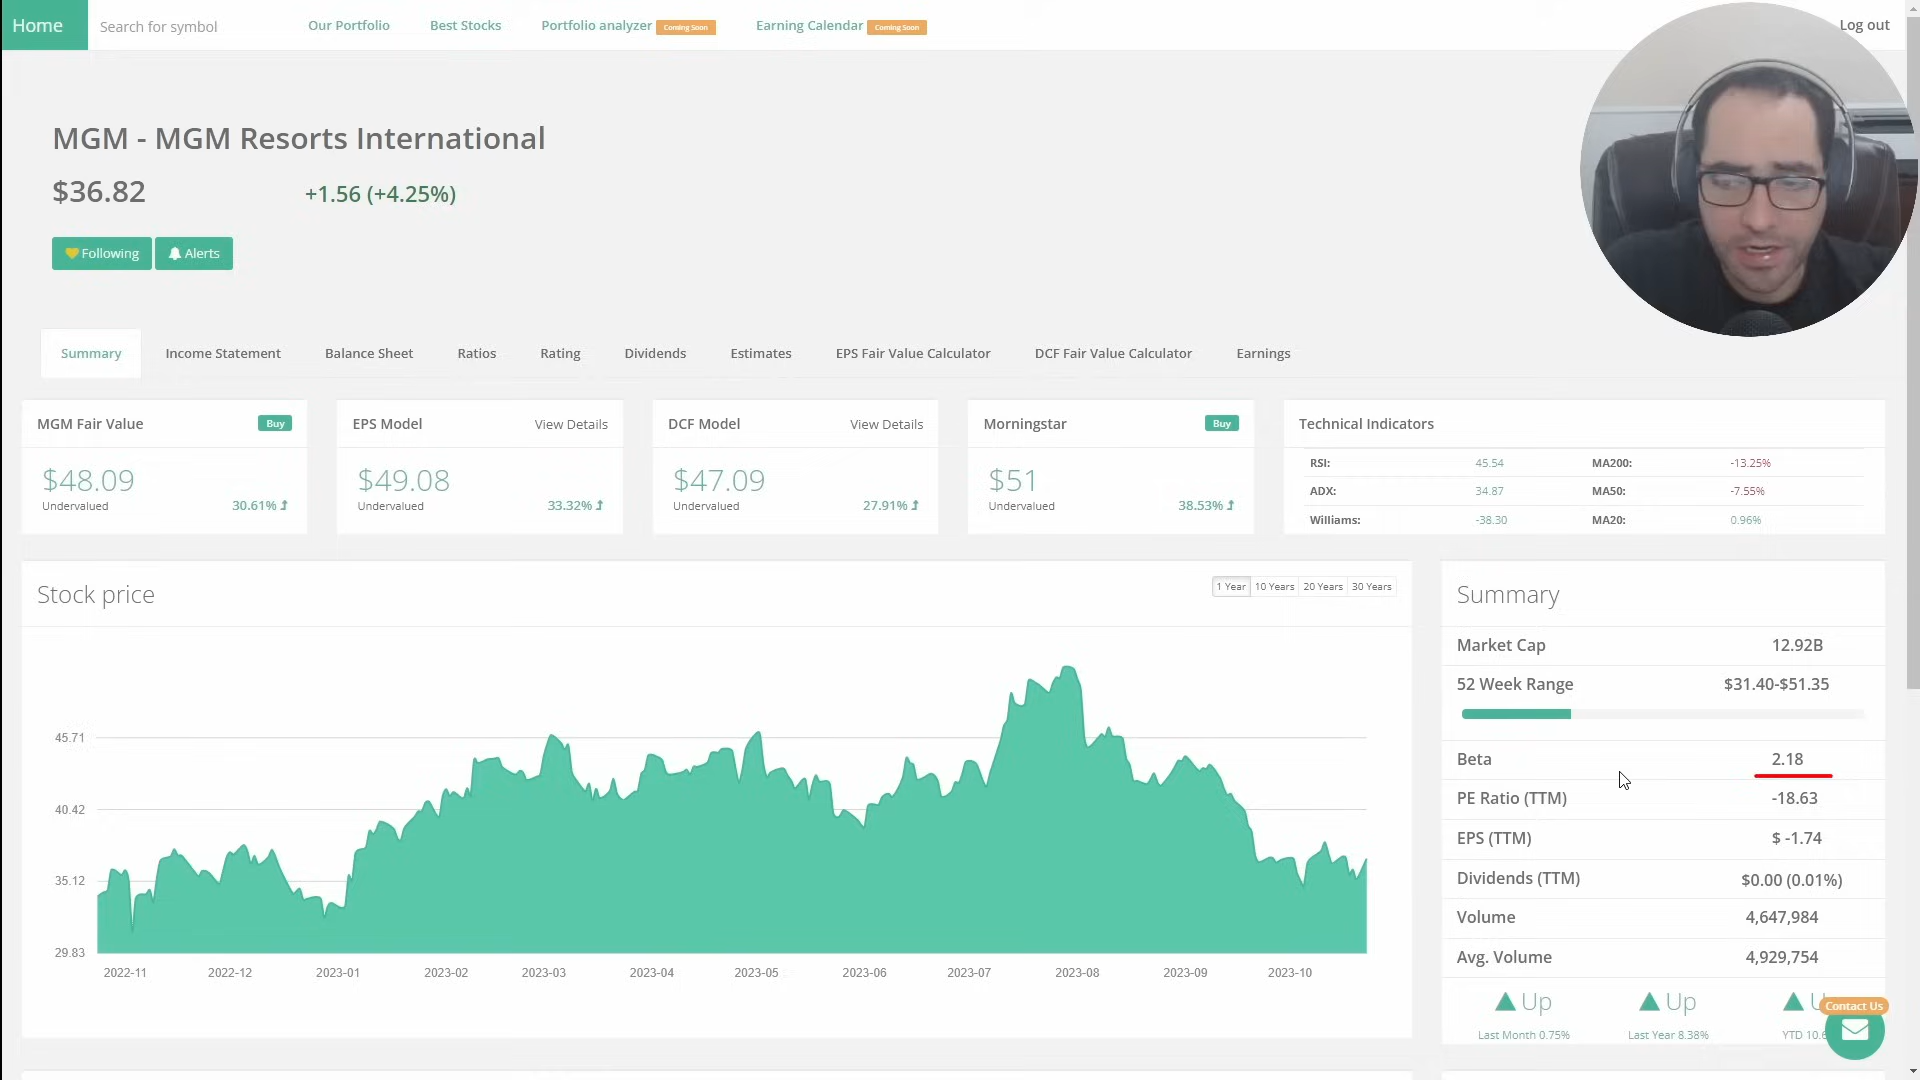 Home
Search for symbol
Our Portfolio
Best Stocks
Portfolio analyzer Coming Soon
Earning Calendar Coming Soon
Log out
MGM - MGM Resorts International
$36.82
+1.56 (+4.25%)
Following
Alerts
Summary
Income Statement
Balance Sheet
Ratios
Rating
Dividends
Estimates
EPS Fair Value Calculator
DCF Fair Value Calculator
Earnings
MGM Fair Value Buy
$48.09
Undervalued 30.61%
EPS Model View Details
$49.08
Undervalued 33.32%
DCF Model View Details
$47.09
Undervalued 27.91%
Morningstar Buy
$51
Undervalued 38.53%
Technical Indicators
RSI: 45.54 MA200: -13.25%
ADX: 34.87 MA50: -7.55%
Williams: -38.30 MA20: 0.96%
Stock price
1 Year 10 Years 20 Years 30 Years
45.71
40.42
35.12
29.83
2022-11 2022-12 2023-01 2023-02 2023-03 2023-04 2023-05 2023-06 2023-07 2023-08 2023-09 2023-10
Summary
Market Cap 12.92B
52 Week Range $31.40-$51.35
Beta 2.18
PE Ratio (TTM) -18.63
EPS (TTM) $ -1.74
Dividends (TTM) $0.00 (0.01%)
Volume 4,647,984
Avg. Volume 4,929,754
Up Up
Contact Us
Last Month 0.75% Last Year 8.38% YTD 10.6